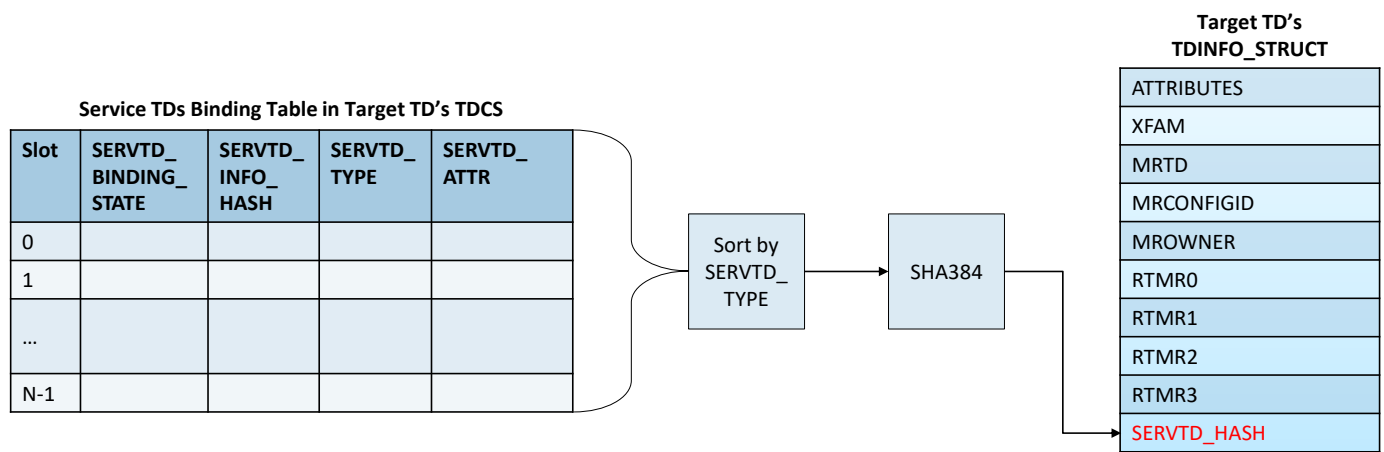 Target TD's
TDINFO_STRUCT
Service TDs Binding Table in Target TD's TDCS
Slot
SERVTD_
BINDING_
STATE
SERVTD_
INFO_
HASH
SERVTD_
TYPE
SERVTD_
ATTR
0
1
...
N-1
Sort by
SERVTD_
TYPE
SHA384
ATTRIBUTES
XFAM
MRTD
MRCONFIGID
MROWNER
RTMR0
RTMR1
RTMR2
RTMR3
SERVTD_HASH